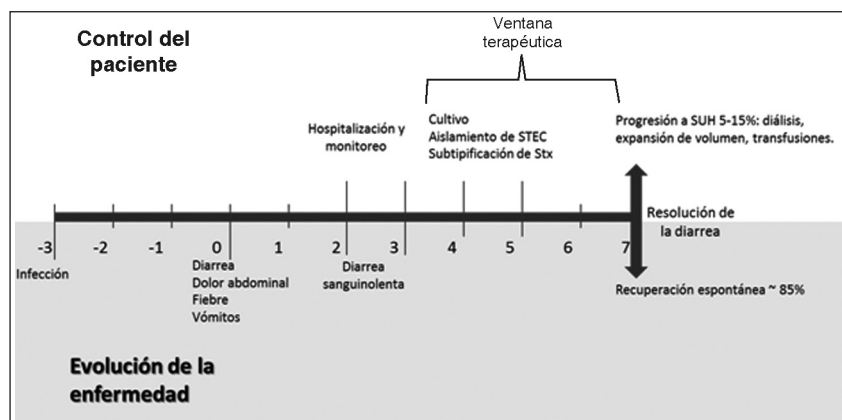 Control del
paciente
Ventana
terapéutica
Hospitalización y
monitoreo
Cultivo
Aislamiento de STEC
Subtipificación de Stx
Progresión a SUH 5-15%: diálisis,
expansión de volumen, transfusiones.
-3 -2 -1 0 1 2 3 4 5 6 7
Resolución de
la diarrea
Infección
Diarrea
Dolor abdominal
Fiebre
Vómitos
Diarrea
sanguinolenta
Recuperación espontánea ~ 85%
Evolución de la
enfermedad